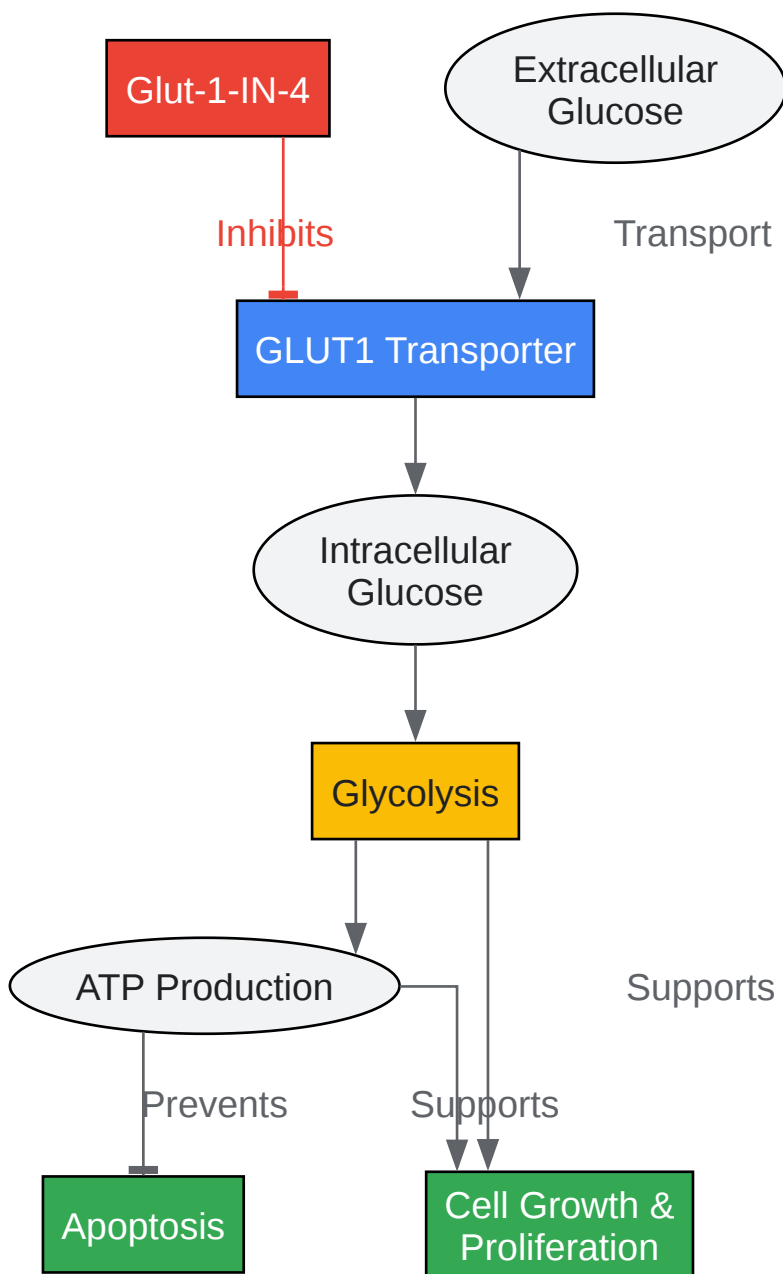 Glut-1-IN-4
Extracellular
Glucose
Inhibits
Transport
GLUT1 Transporter
Intracellular
Glucose
Glycolysis
ATP Production
Supports
Prevents
Supports
Apoptosis
Cell Growth &
Proliferation